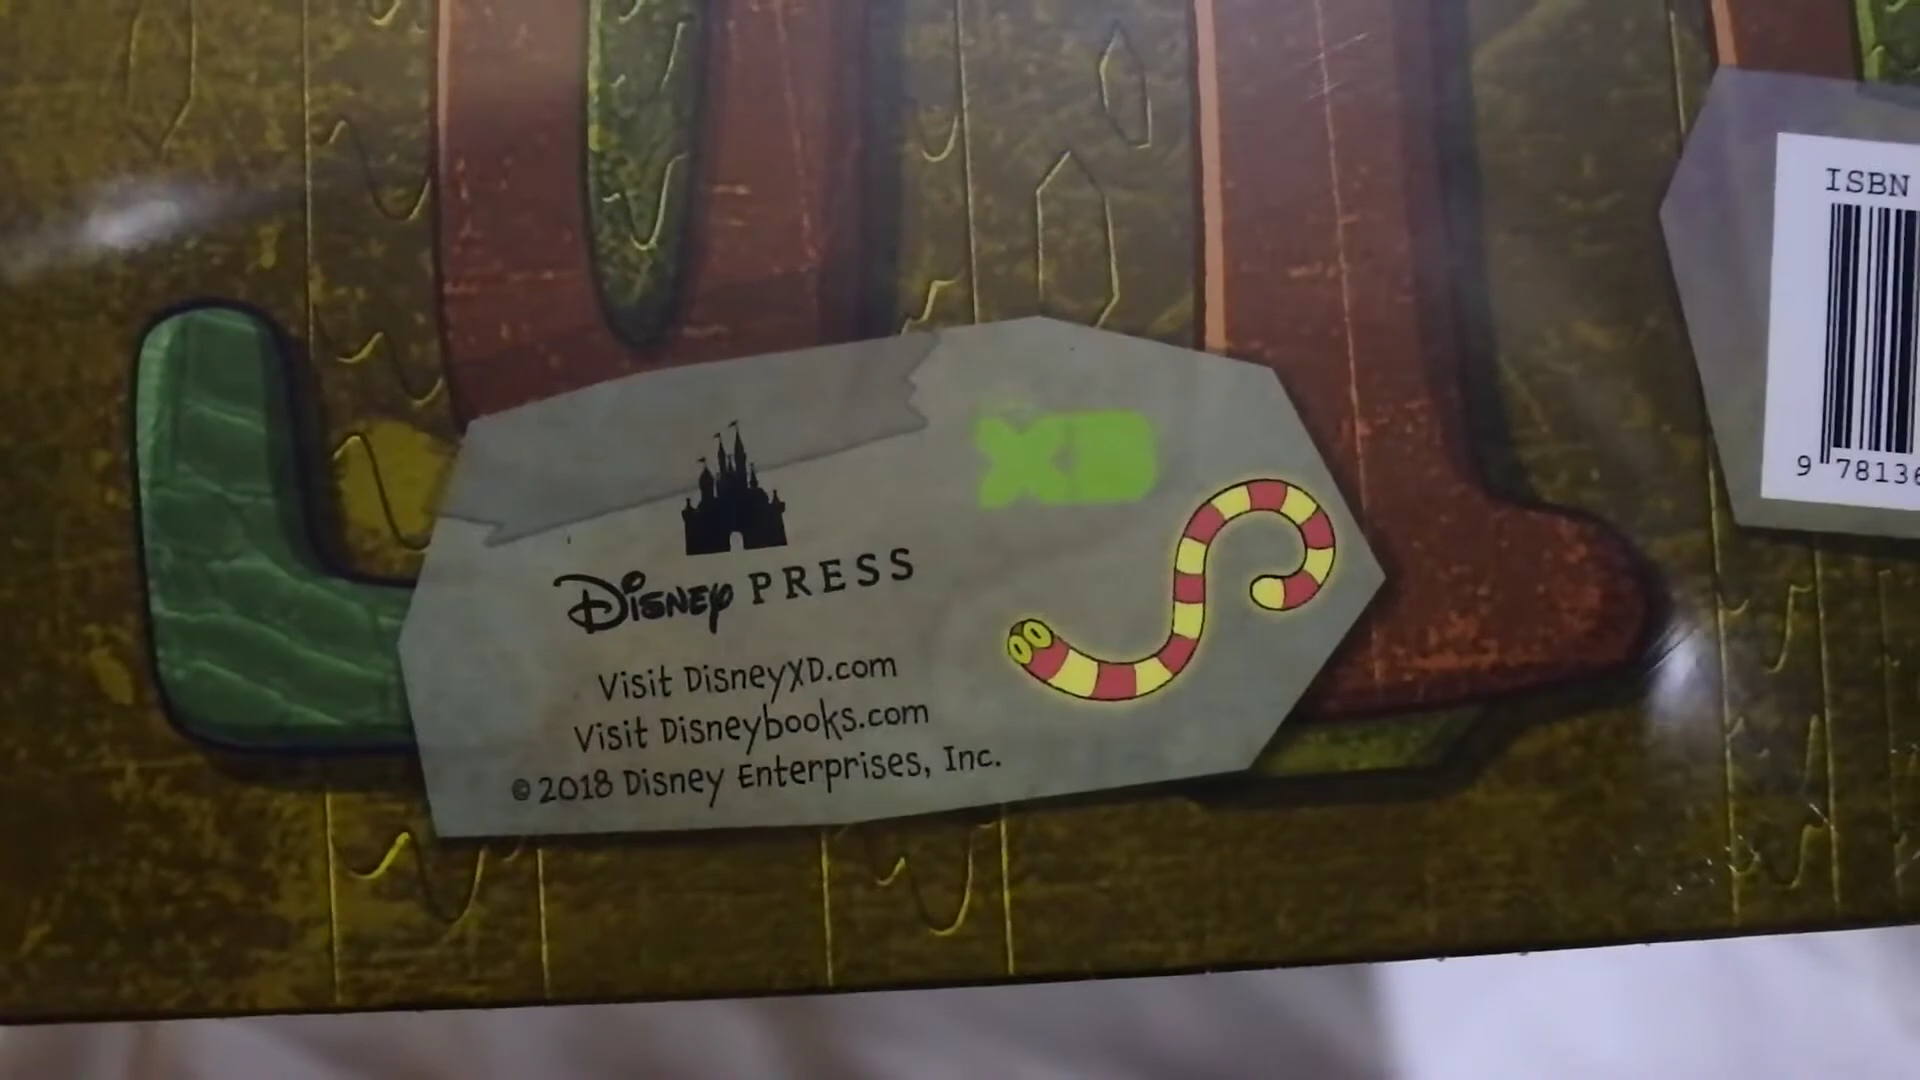 XD
Disney PRESS
Visit DisneyXD.com
Visit Disneybooks.com
© 2018 Disney Enterprises, Inc.
ISBN
9 78136